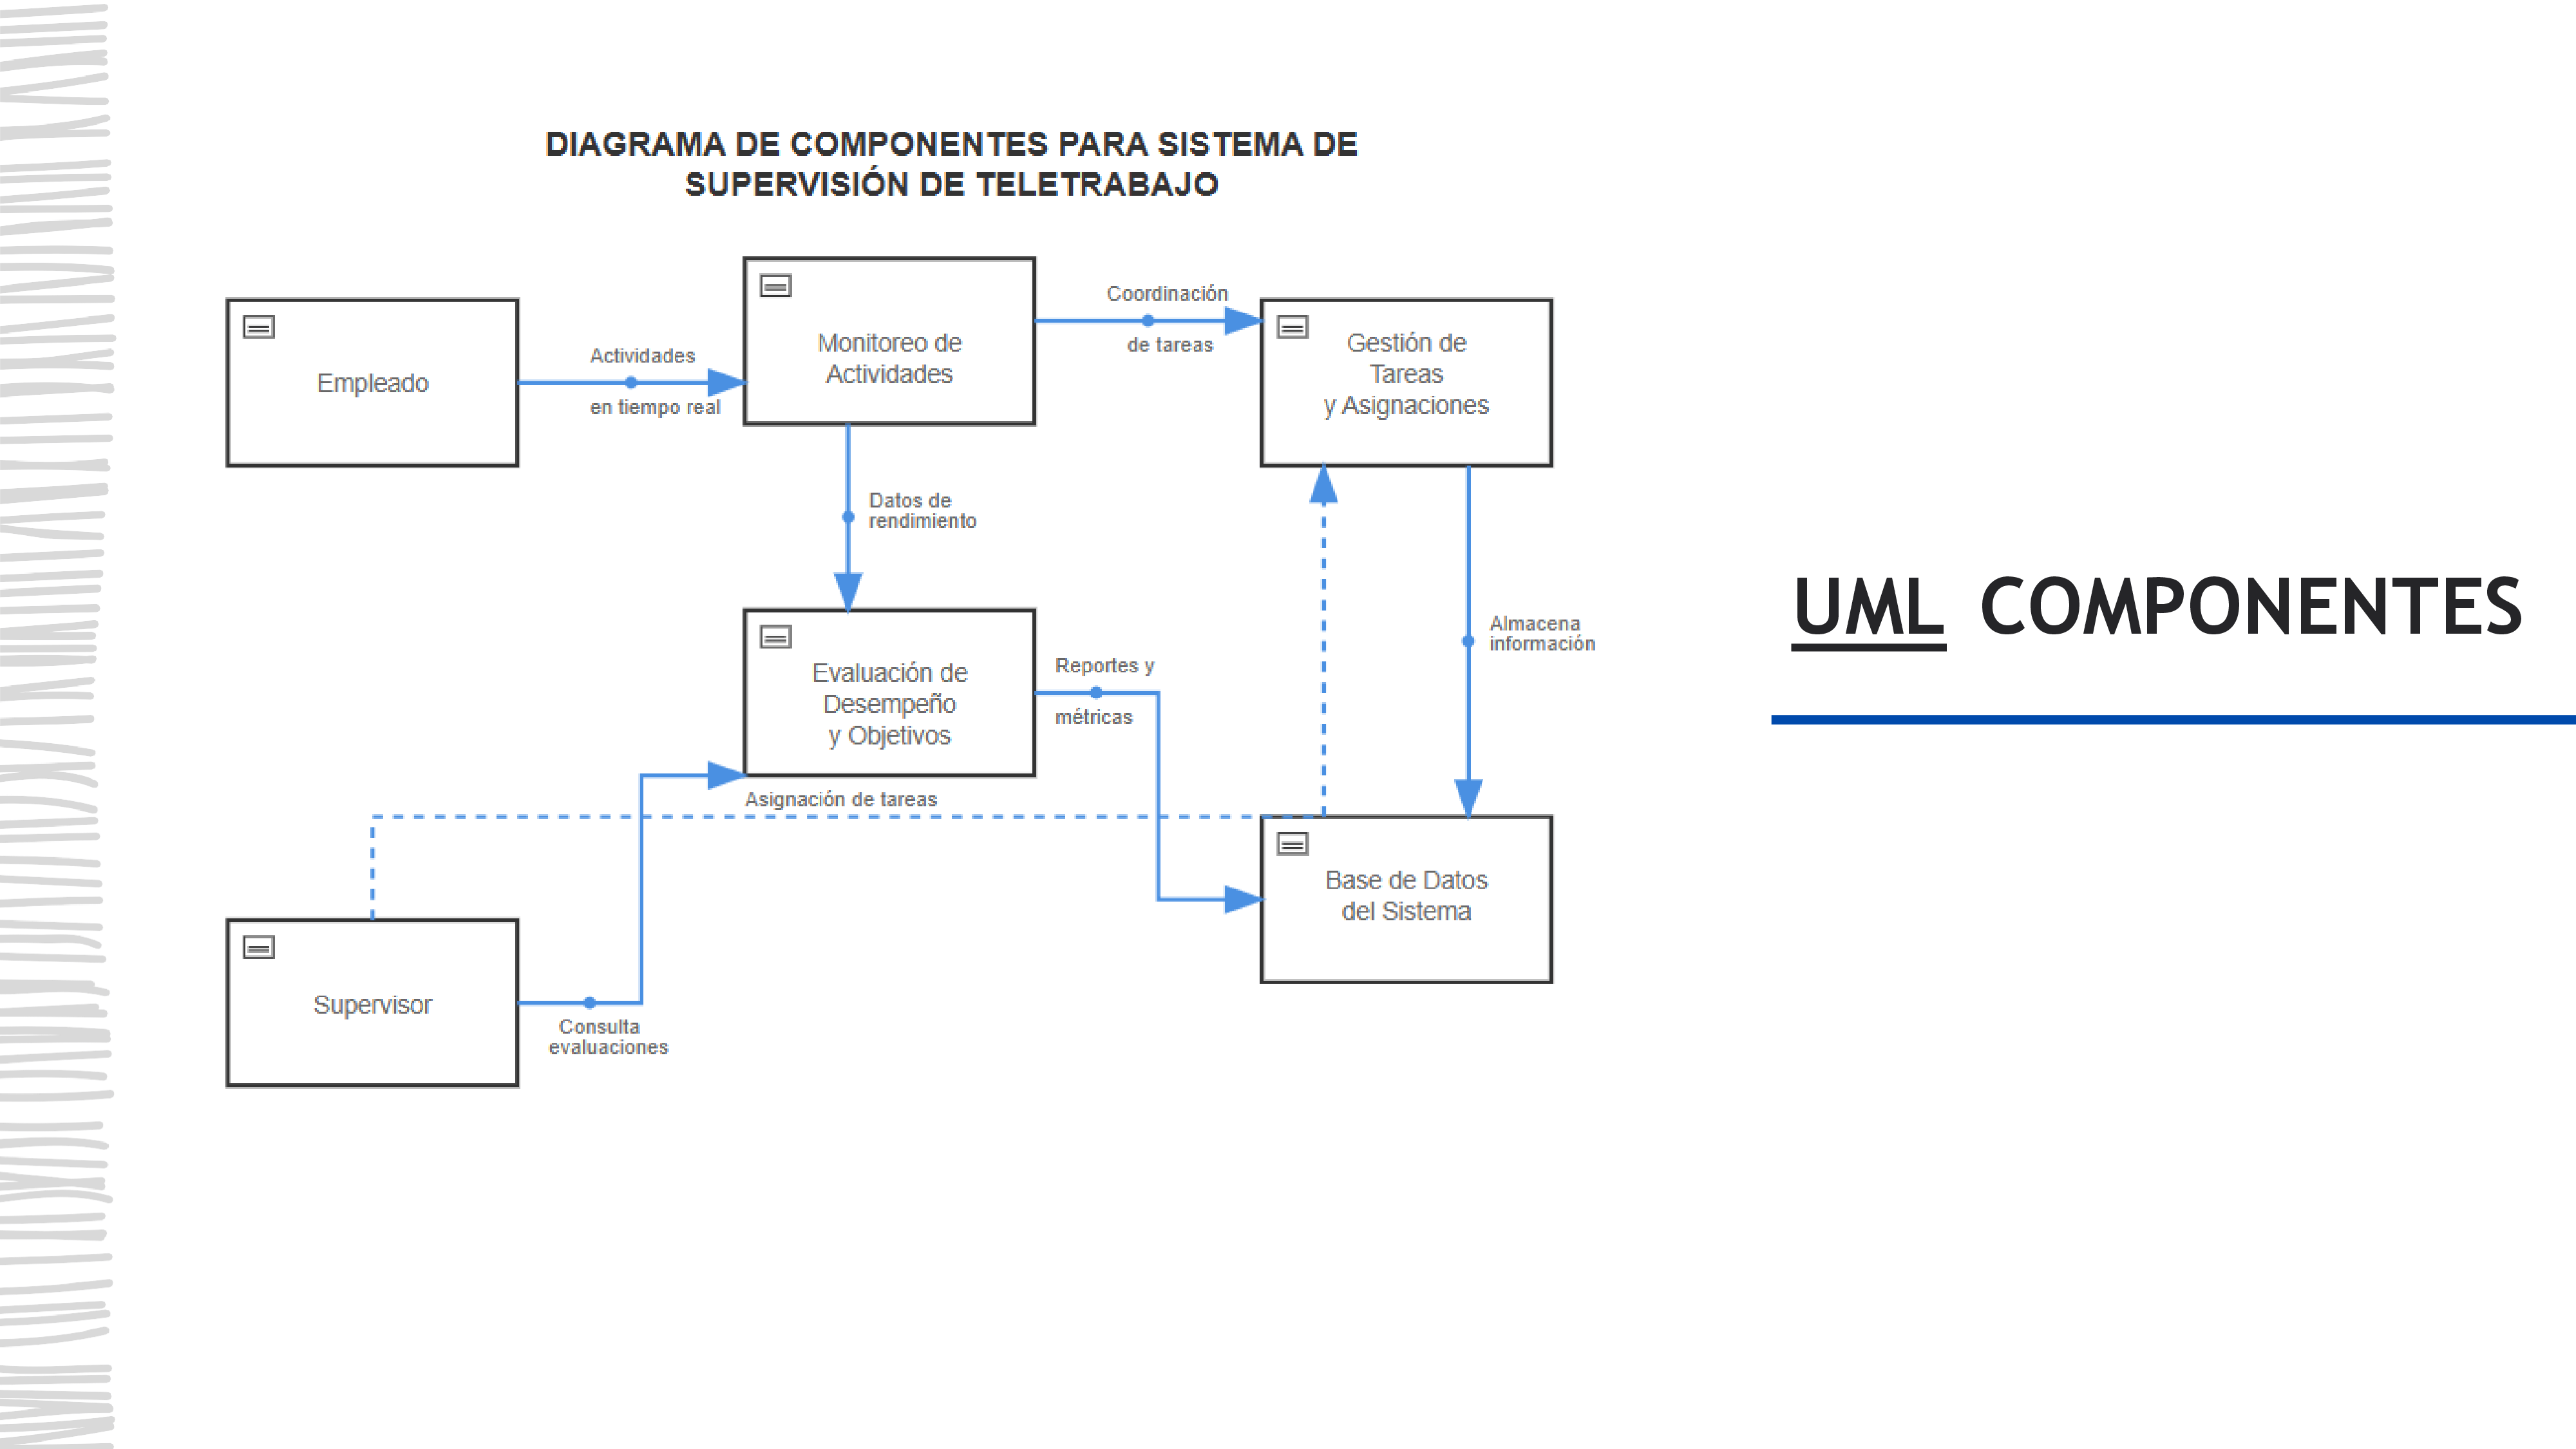 DIAGRAMA DE COMPONENTES PARA SISTEMA DE
SUPERVISIÓN DE TELETRABAJO
Empleado
Actividades
en tiempo real
Monitoreo de
Actividades
Coordinación
de tareas
Gestión de
Tareas
y Asignaciones
Datos de
rendimiento
Evaluación de
Desempeño
y Objetivos
Reportes y
métricas
Almacena
información
Asignación de tareas
Base de Datos
del Sistema
Supervisor
Consulta
evaluaciones
UML COMPONENTES